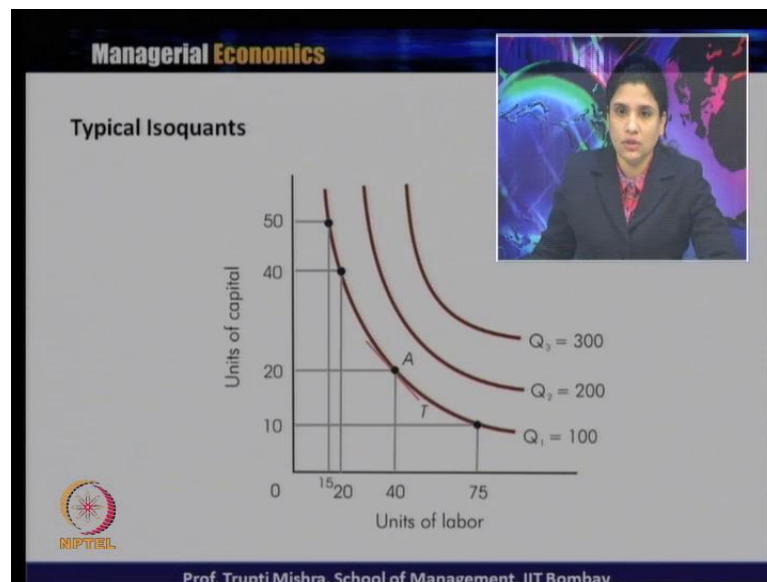 Managerial Economics
Typical Isoquants
50
40
20
10
Units of capital
A
T
Q₃ = 300
Q₂ = 200
Q₁ = 100
0
15
20
40
75
Units of labor
NPTEL
Prof. Trupti Mishra, School of Management, IIT Bombay